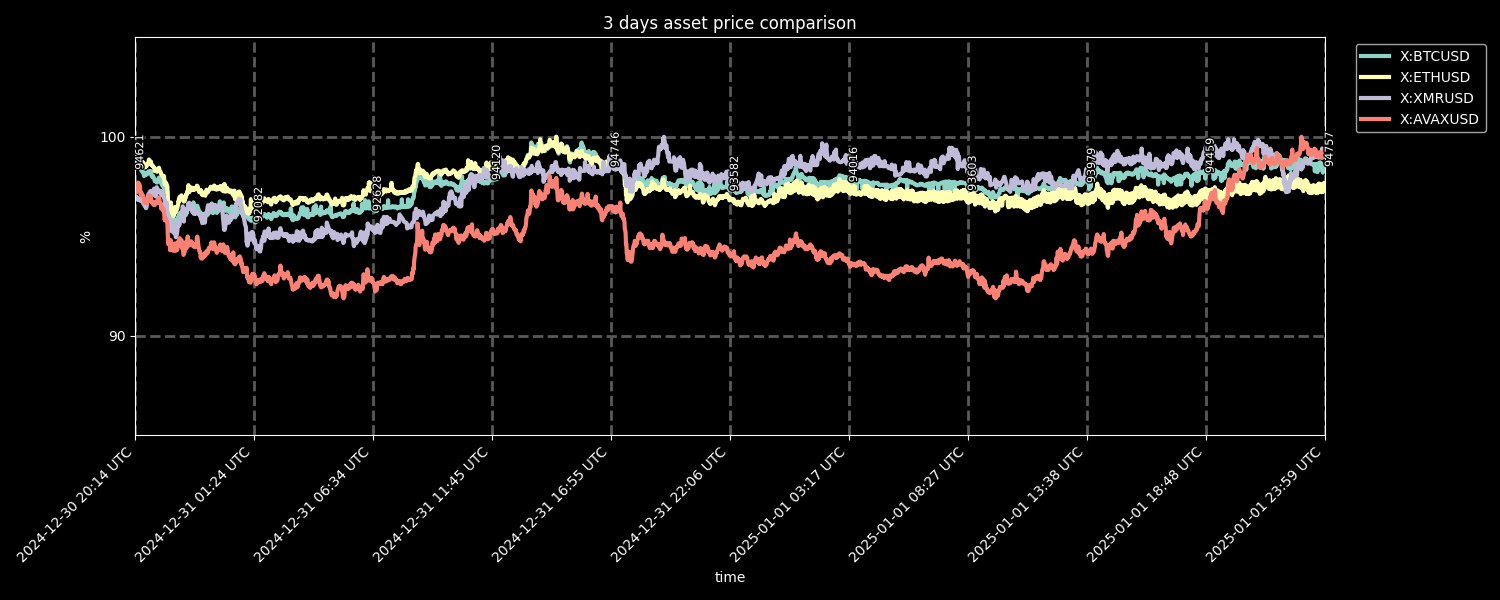 3 days asset price comparison
X:BTCUSD
X:ETHUSD
X:XMRUSD
X:AVAXUSD
100
90
%
94621
92082
92628
94120
94746
93582
94016
93603
93979
94459
94757
2024-12-30 20:14 UTC
2024-12-31 01:24 UTC
2024-12-31 06:34 UTC
2024-12-31 11:45 UTC
2024-12-31 16:55 UTC
2024-12-31 22:06 UTC
2025-01-01 03:17 UTC
2025-01-01 08:27 UTC
2025-01-01 13:38 UTC
2025-01-01 18:48 UTC
2025-01-01 23:59 UTC
time